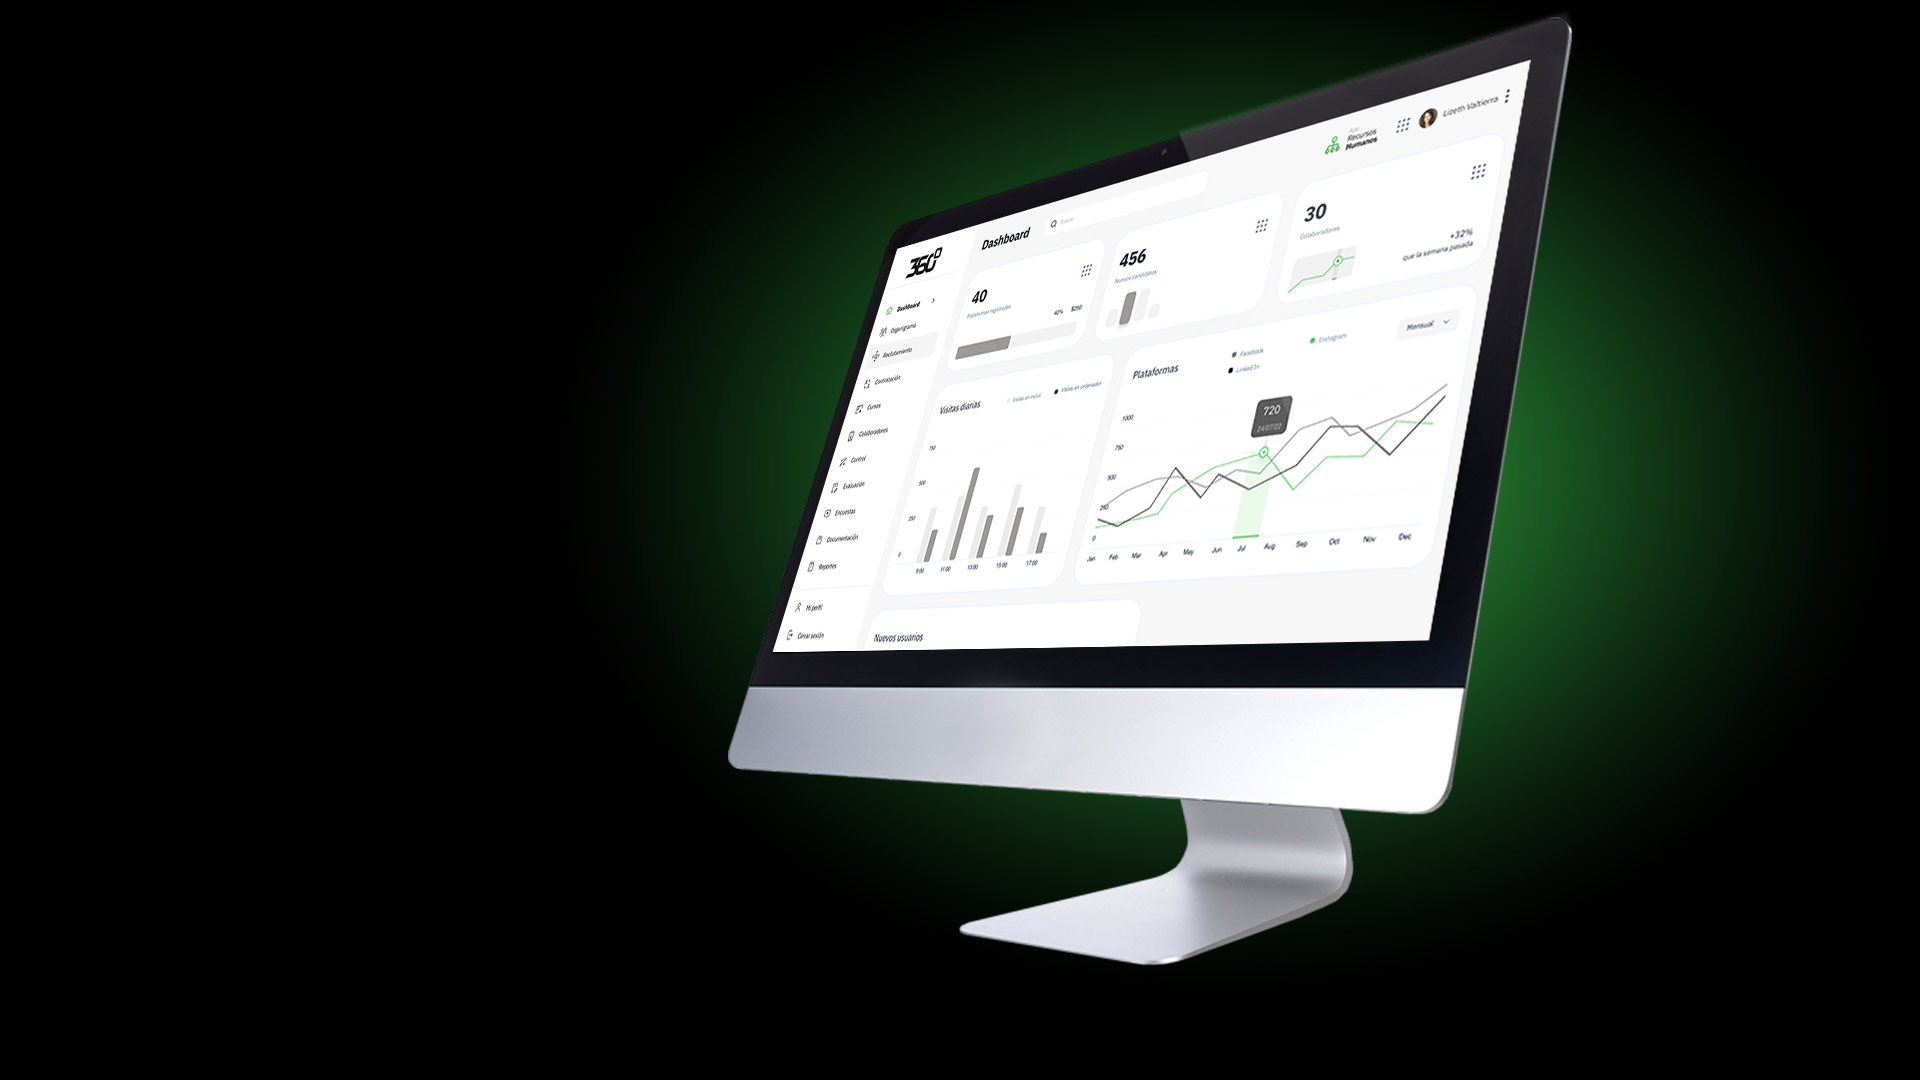 360°
Dashboard
Buscar
App
Recursos
Humanos
Lizeth Valtierra
Dashboard
Organigrama
Reclutamiento
Contratación
Cursos
Colaboradores
Control
Evaluación
Encuestas
Documentación
Reportes
Mi perfil
Cerrar sesión
40
Plataformas registradas
40% $250
456
Nuevos candidatos
30
Colaboradores
+32%
que la semana pasada
Visitas diarias
Visitas en móvil
Visitas en ordenador
750
500
250
0
9:00 11:00 13:00 15:00 17:00
Plataformas
Facebook
Instagram
Linked In
Mensual
1000
750
500
250
0
720
24/07/22
Jan Feb Mar Apr May Jun Jul Aug Sep Oct Nov Dec
Nuevos usuarios